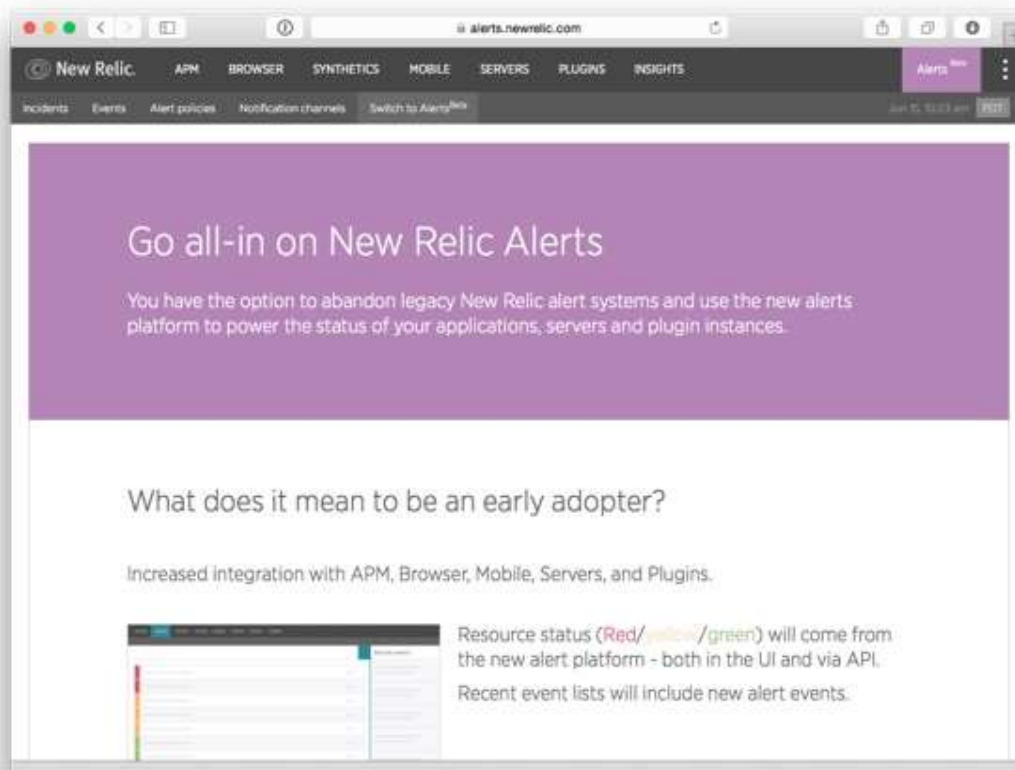 alerts.newrelic.com
New Relic. APM BROWSER SYNTHETICS MOBILE SERVERS PLUGINS INSIGHTS Alerts Beta
Incidents Events Alert policies Notification channels Switch to Alerts Beta PDT
Go all-in on New Relic Alerts
You have the option to abandon legacy New Relic alert systems and use the new alerts
platform to power the status of your applications, servers and plugin instances.
What does it mean to be an early adopter?
Increased integration with APM, Browser, Mobile, Servers, and Plugins.
Resource status (Red/yellow/green) will come from
the new alert platform - both in the UI and via API.
Recent event lists will include new alert events.